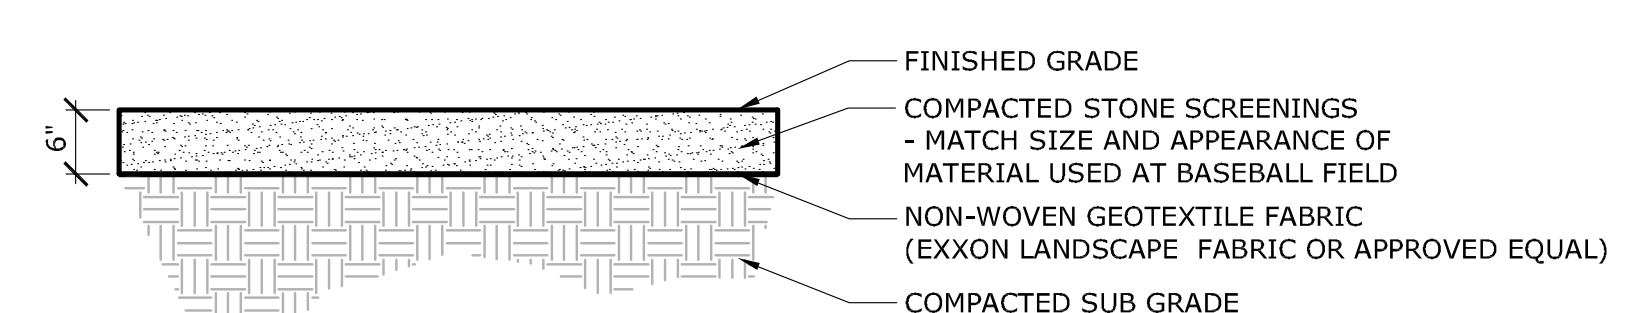 6"
FINISHED GRADE
COMPACTED STONE SCREENINGS
- MATCH SIZE AND APPEARANCE OF
MATERIAL USED AT BASEBALL FIELD
NON-WOVEN GEOTEXTILE FABRIC
(EXXON LANDSCAPE  FABRIC OR APPROVED EQUAL)
COMPACTED SUB GRADE